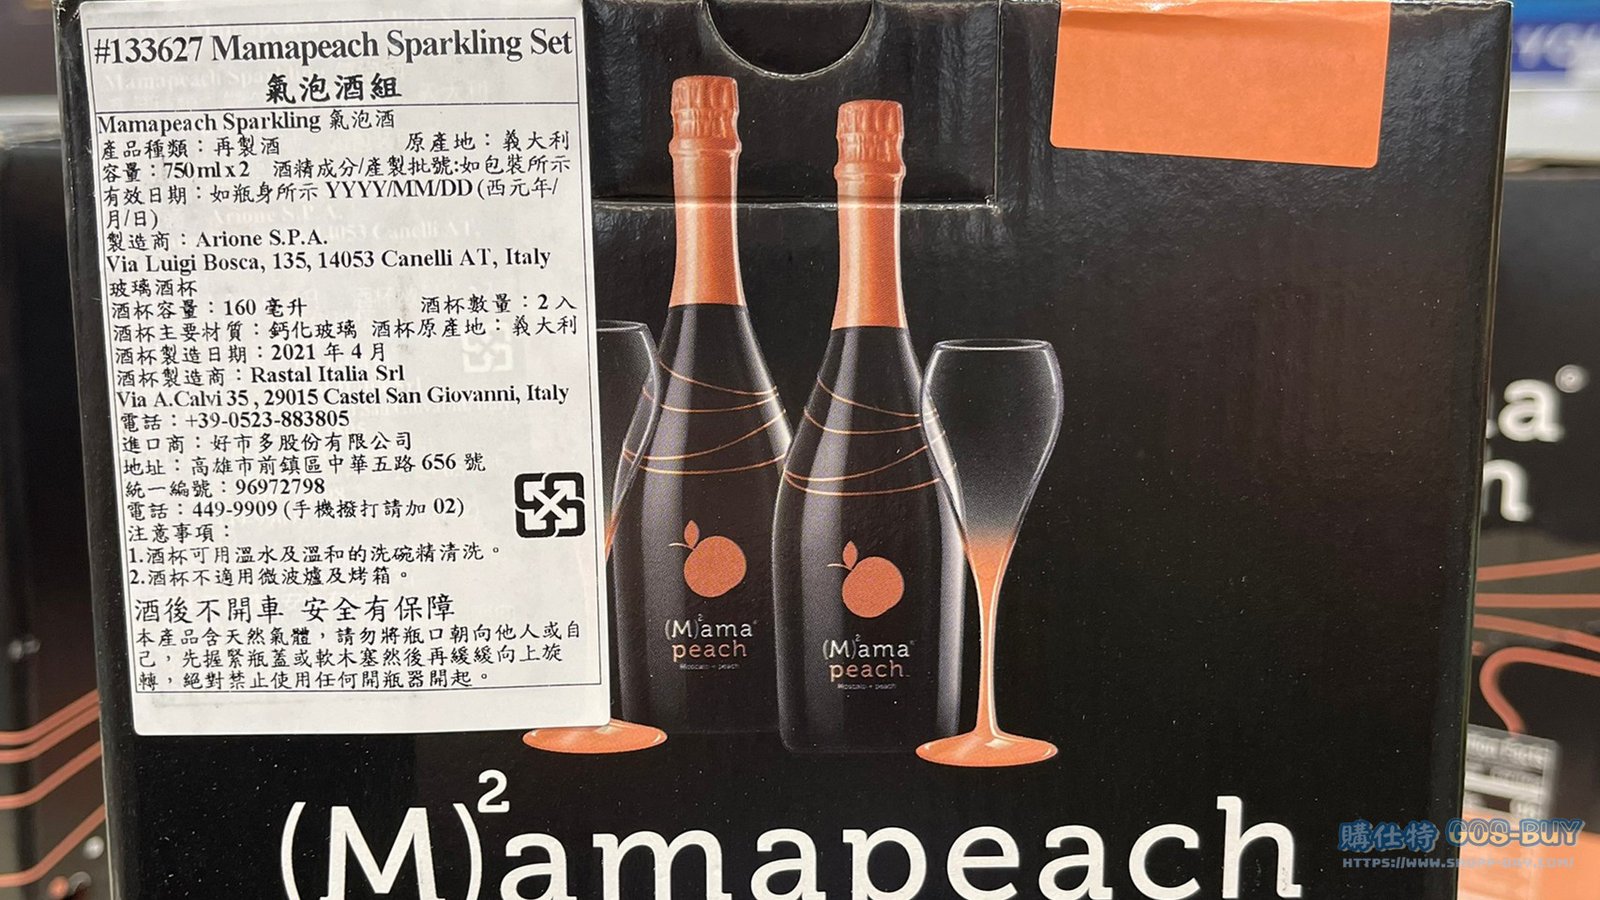 #133627 Mamapeach Sparkling Set
氣泡酒組
Mamapeach Sparkling 氣泡酒
產品種類：再製酒 原產地：義大利
容量：750ml x 2 酒精成分/產製批號:如包裝所示
有效日期：如瓶身所示 YYYY/MM/DD (西元年/
月/日)
製造商：Arione S.P.A.
Via Luigi Bosca, 135, 14053 Canelli AT, Italy
玻璃酒杯
酒杯容量：160 毫升 酒杯數量：2 入
酒杯主要材質：鈣化玻璃 酒杯原產地：義大利
酒杯製造日期：2021 年 4 月
酒杯製造商：Rastal Italia Srl
Via A.Calvi 35 , 29015 Castel San Giovanni, Italy
電話：+39-0523-883805
進口商：好市多股份有限公司
地址：高雄市前鎮區中華五路 656 號
統一編號：96972798
電話：449-9909 (手機撥打請加 02)
注意事項：
1.酒杯可用溫水及溫和的洗碗精清洗。
2.酒杯不適用微波爐及烤箱。
酒後不開車 安全有保障
本產品含天然氣體，請勿將瓶口朝向他人或自
己，先握緊瓶蓋或軟木塞然後再緩緩向上旋
轉，絕對禁止使用任何開瓶器開起。
(M)²ama®
peach
Moscato + peach
(M)²ama®
peach
Moscato + peach
(M)²amapeach
購仕特 GOS-BUY